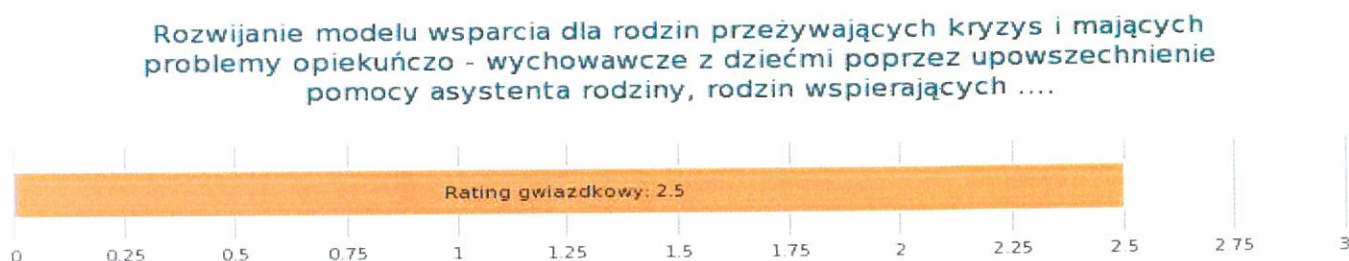 Rozwijanie modelu wsparcia dla rodzin przeżywających kryzys i mających
problemy opiekuńczo - wychowawcze z dziećmi poprzez upowszechnienie
pomocy asystenta rodziny, rodzin wspierających ....
Rating gwiazdkowy: 2.5
0 0.25 0.5 0.75 1 1.25 1.5 1.75 2 2.25 2.5 2.75 3